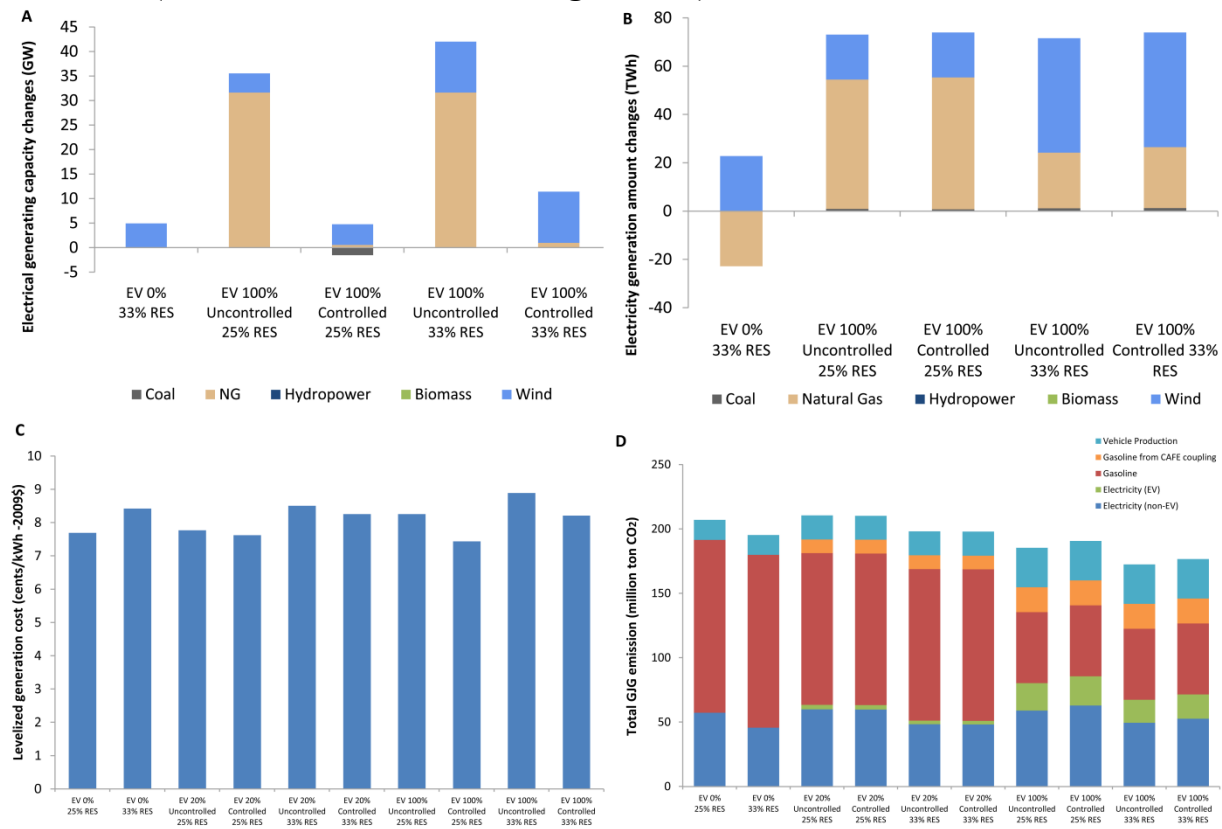 A
Electrical generating capacity changes (GW)
45
40
35
30
25
20
15
10
5
0
-5
EV 0%
33% RES
EV 100%
Uncontrolled
25% RES
EV 100%
Controlled
25% RES
EV 100%
Uncontrolled
33% RES
EV 100%
Controlled
33% RES
Coal NG Hydropower Biomass Wind
B
Electricity generation amount changes (TWh)
80
60
40
20
0
-20
-40
EV 0%
33% RES
EV 100%
Uncontrolled
25% RES
EV 100%
Controlled
25% RES
EV 100%
Uncontrolled
33% RES
EV 100%
Controlled 33%
RES
Coal Natural Gas Hydropower Biomass Wind
C
Levelized generation cost (cents/kWh -2009$)
10
9
8
7
6
5
4
3
2
1
0
EV 0%
25% RES
EV 0%
33% RES
EV 20%
Uncontrolled
25% RES
EV 20%
Controlled
25% RES
EV 20%
Uncontrolled
33% RES
EV 20%
Controlled
33% RES
EV 100%
Uncontrolled
25% RES
EV 100%
Controlled
25% RES
EV 100%
Uncontrolled
33% RES
EV 100%
Controlled
33% RES
D
Vehicle Production
Gasoline from CAFE coupling
Gasoline
Electricity (EV)
Electricity (non-EV)
Total GJG emission (million ton CO2)
250
200
150
100
50
0
EV 0%
25% RES
EV 0%
33% RES
EV 20%
Uncontrolled
25% RES
EV 20%
Controlled
25% RES
EV 20%
Uncontrolled
33% RES
EV 20%
Controlled
33% RES
EV 100%
Uncontrolled
25% RES
EV 100%
Controlled
25% RES
EV 100%
Uncontrolled
33% RES
EV 100%
Controlled
33% RES